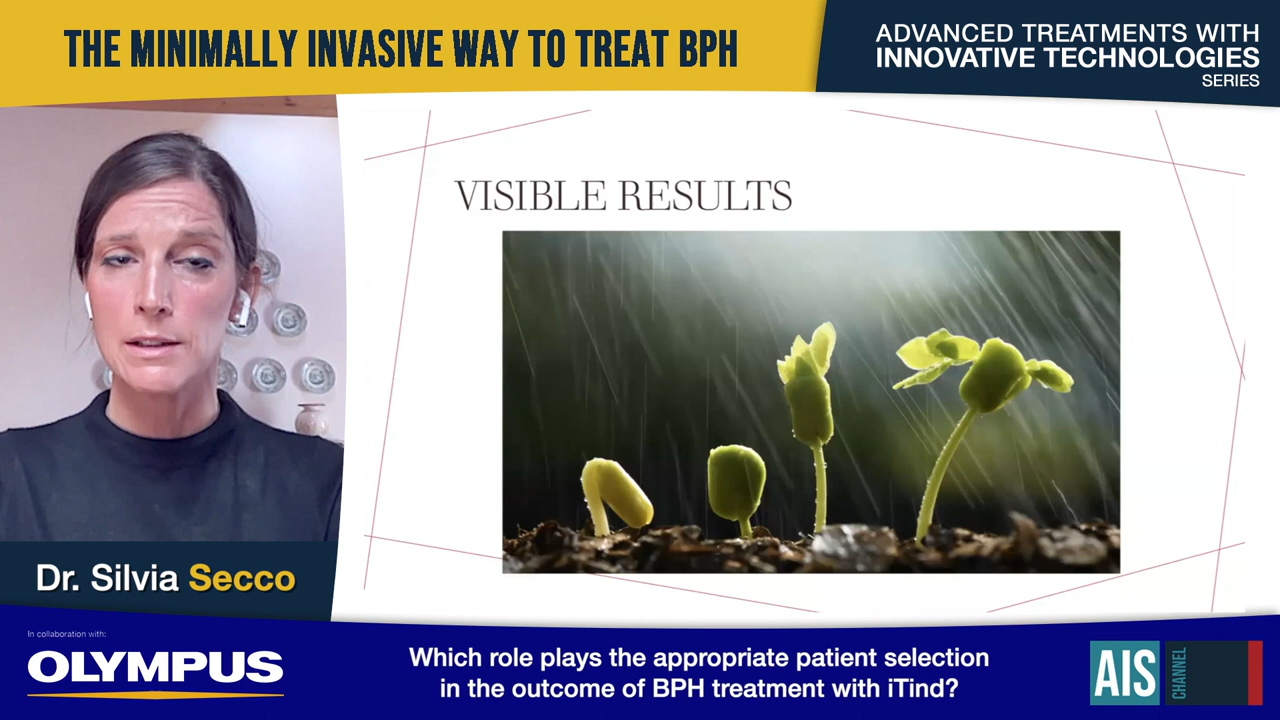 THE MINIMALLY INVASIVE WAY TO TREAT BPH
ADVANCED TREATMENTS WITH
INNOVATIVE TECHNOLOGIES
SERIES
VISIBLE RESULTS
Dr. Silvia Secco
In collaboration with:
OLYMPUS
Which role plays the appropriate patient selection
in the outcome of BPH treatment with iTind?
AIS
CHANNEL